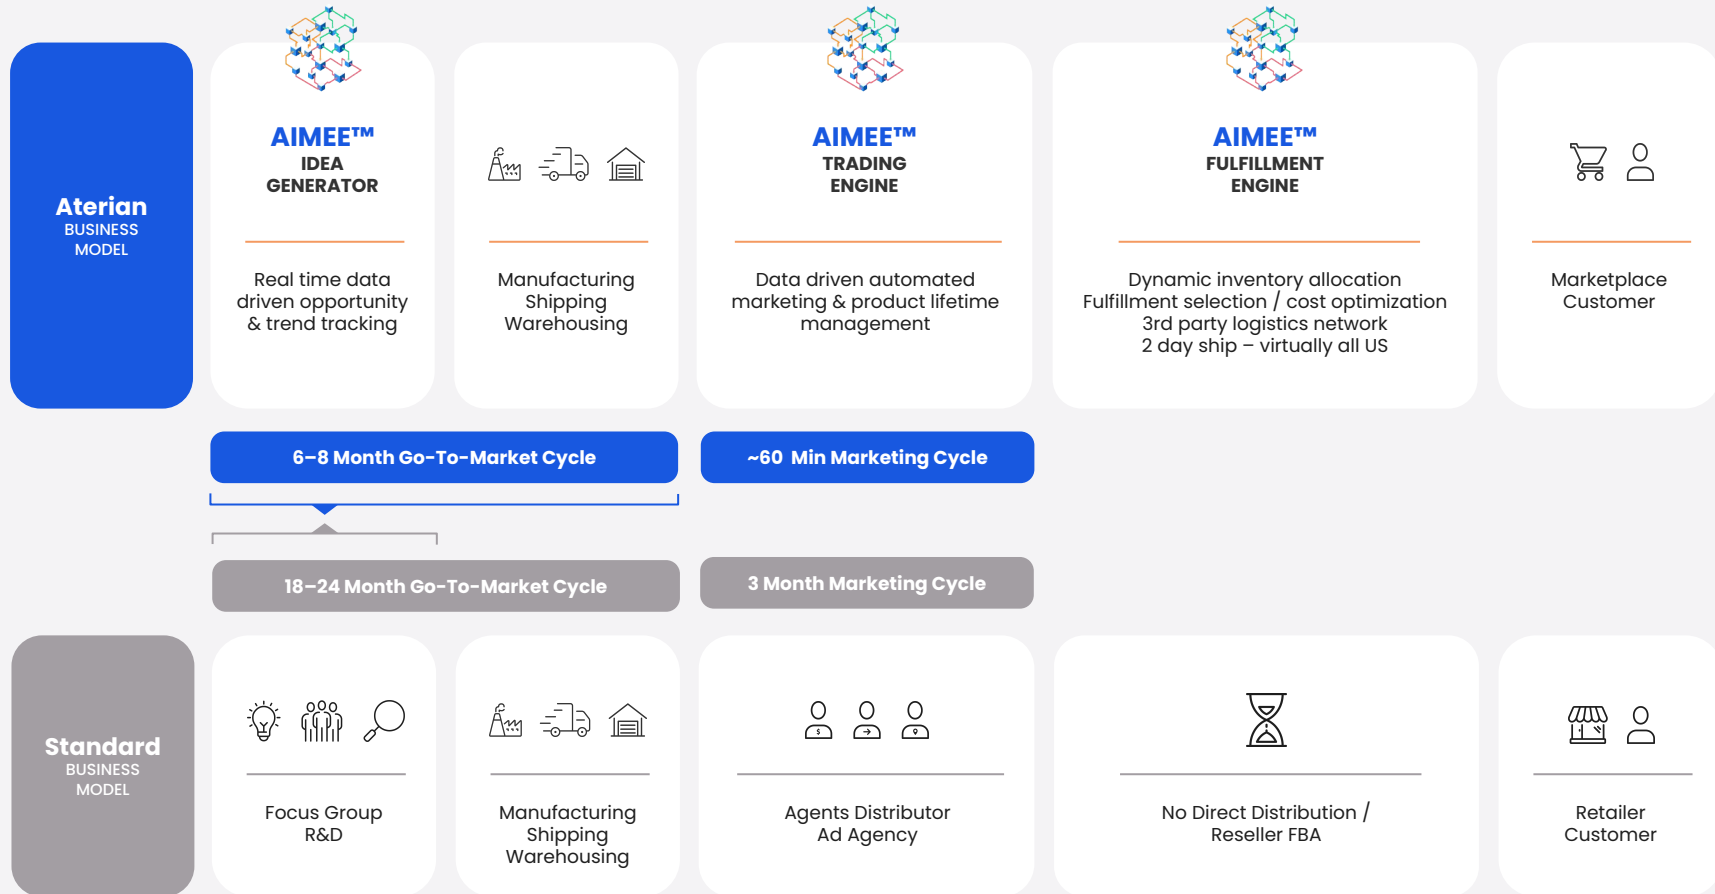 Aterian
BUSINESS
MODEL
AIMEE™
IDEA
GENERATOR
Real time data
driven opportunity
& trend tracking
Manufacturing
Shipping
Warehousing
AIMEE™
TRADING
ENGINE
Data driven automated
marketing & product lifetime
management
AIMEE™
FULFILLMENT
ENGINE
Dynamic inventory allocation
Fulfillment selection / cost optimization
3rd party logistics network
2 day ship – virtually all US
Marketplace
Customer
6–8 Month Go-To-Market Cycle
~60 Min Marketing Cycle
18–24 Month Go-To-Market Cycle
3 Month Marketing Cycle
Standard
BUSINESS
MODEL
Focus Group
R&D
Manufacturing
Shipping
Warehousing
$
Agents Distributor
Ad Agency
No Direct Distribution /
Reseller FBA
Retailer
Customer